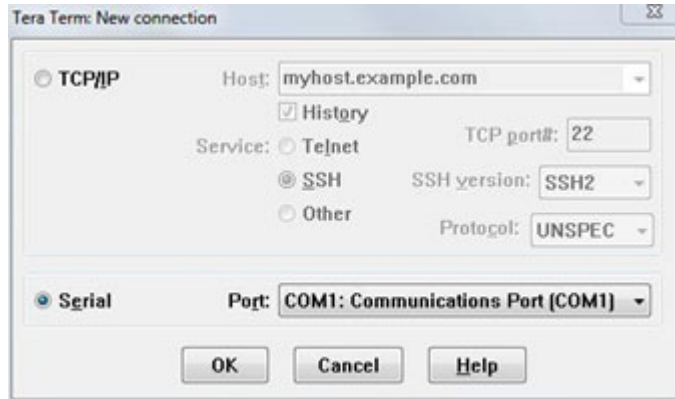 Tera Term: New connection
TCP/IP Host: myhost.example.com
History
Service: Telnet TCP port#: 22
SSH SSH version: SSH2
Other Protocol: UNSPEC
Serial Port: COM1: Communications Port (COM1)
OK Cancel Help